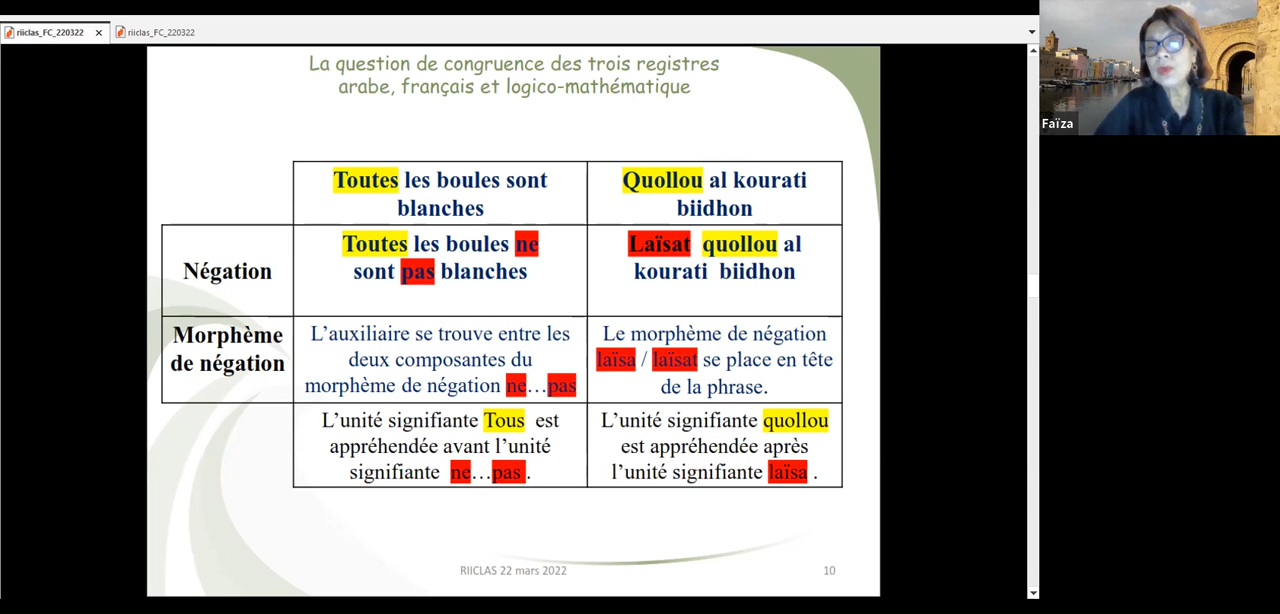 riiclas_FC_220322
riiclas_FC_220322
Faïza
La question de congruence des trois registres
arabe, français et logico-mathématique
Toutes les boules sont
blanches
Quollou al kourati
biidhon
Négation
Toutes les boules ne
sont pas blanches
Laïsat quollou al
kourati biidhon
Morphème
de négation
L’auxiliaire se trouve entre les
deux composantes du
morphème de négation ne…pas
Le morphème de négation
laïsa / laïsat se place en tête
de la phrase.
L’unité signifiante Tous est
appréhendée avant l’unité
signifiante ne…pas .
L’unité signifiante quollou
est appréhendée après
l’unité signifiante laïsa .
RIICLAS 22 mars 2022
10